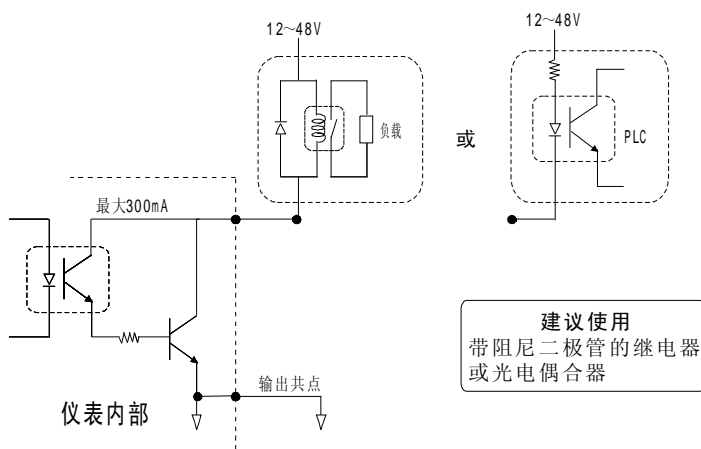 12～48V
12～48V
负载
或
PLC
最大300mA
建议使用
带阻尼二极管的继电器
或光电偶合器
输出共点
仪表内部